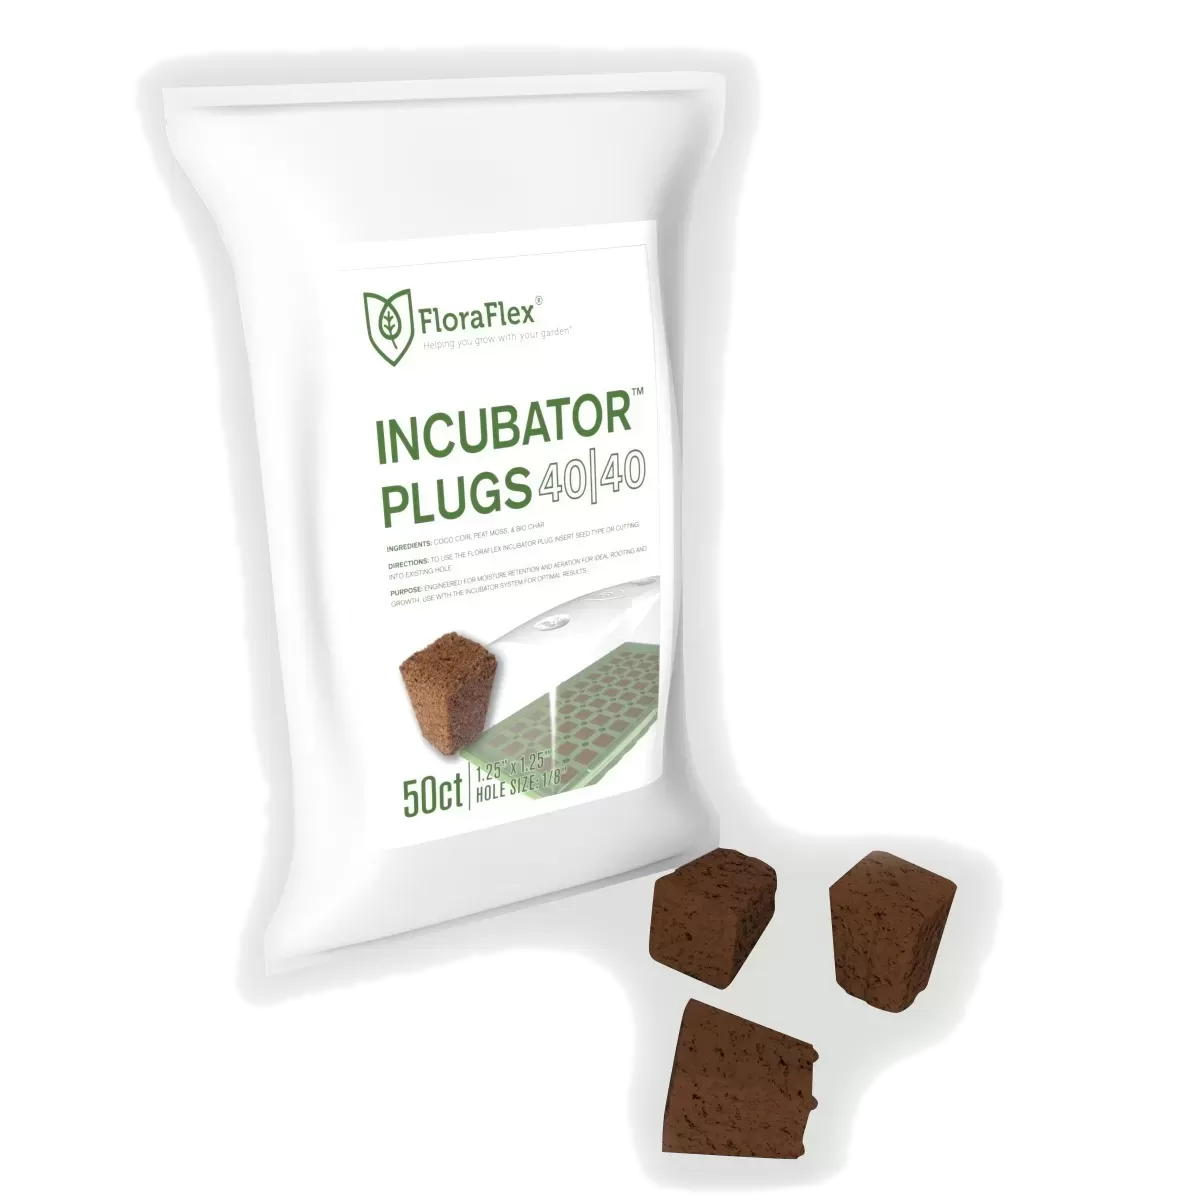 FloraFlex®
Helping you grow with your garden™
INCUBATOR™
PLUGS 40|40
INGREDIENTS: COCO COIR, PEAT MOSS, & BIO CHAR
DIRECTIONS: TO USE THE FLORAFLEX INCUBATOR PLUG INSERT SEED TYPE OR CUTTING
INTO EXISTING HOLE.
PURPOSE: ENGINEERED FOR MOISTURE RETENTION AND AERATION FOR IDEAL ROOTING AND
GROWTH. USE WITH THE INCUBATOR SYSTEM FOR OPTIMAL RESULTS.
50ct
1.25" x 1.25"
HOLE SIZE: 1/8"